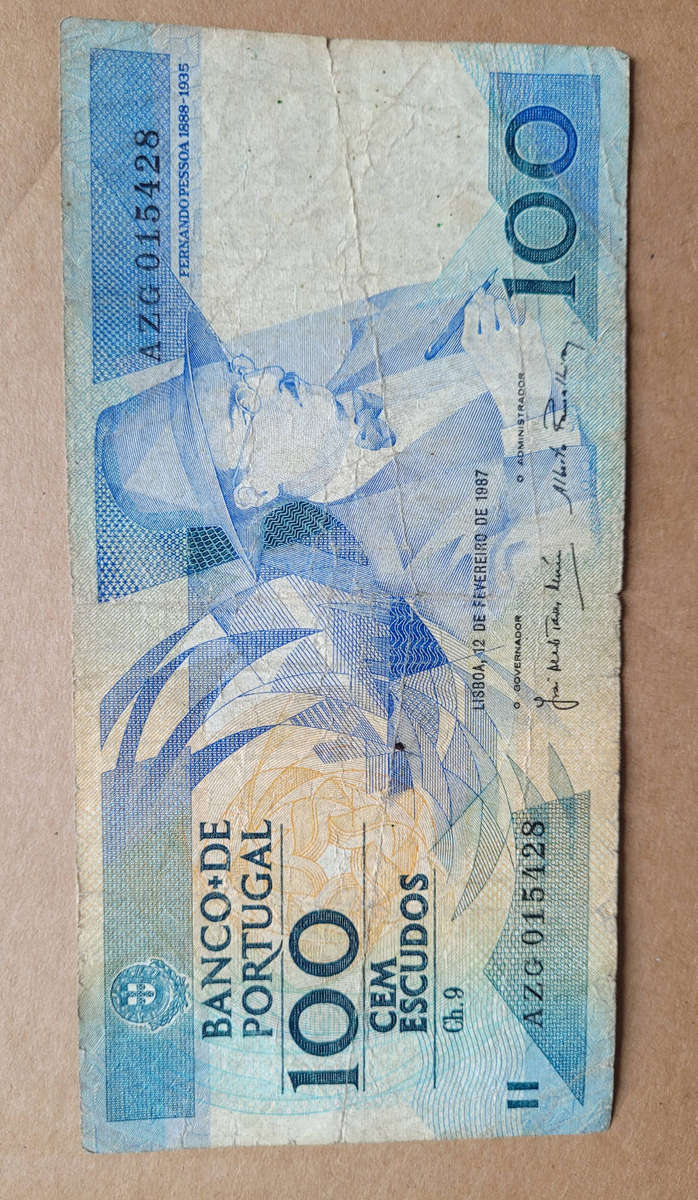 BANCO+DE
PORTUGAL
100
CEM
ESCUDOS
Ch.9
AZG 015428
FERNANDO PESSOA 1888-1935
AZG 015428
100
LISBOA, 12 DE FEVEREIRO DE 1987
O GOVERNADOR
O ADMINISTRADOR